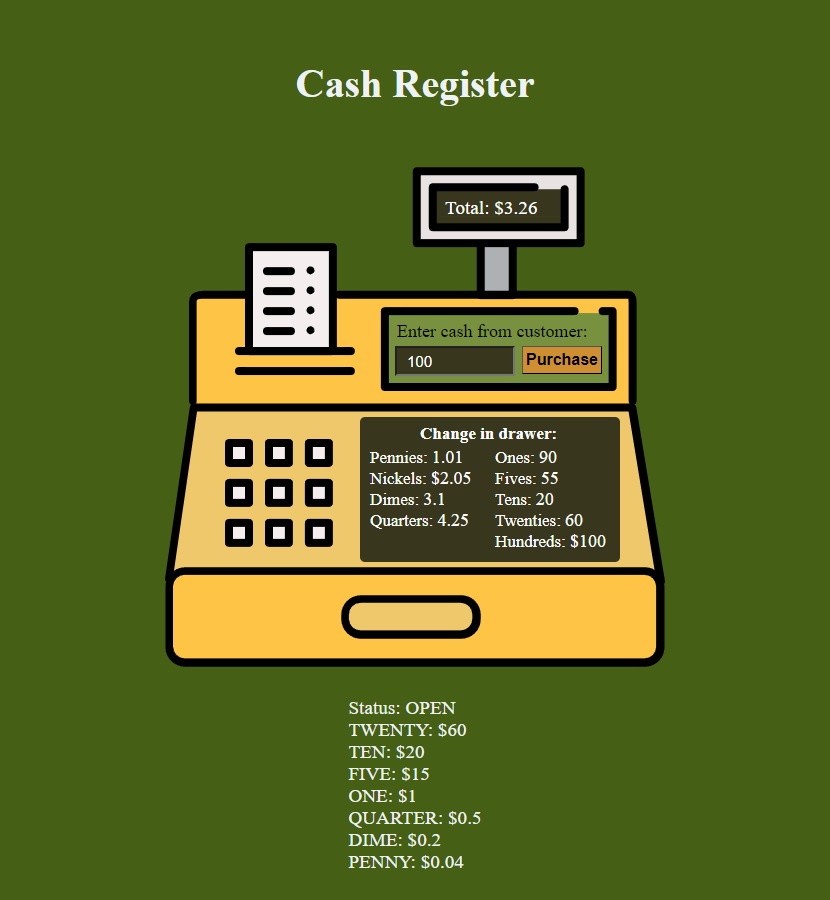 Cash Register
Total: $3.26
Enter cash from customer:
100
Purchase
Change in drawer:
Pennies: 1.01
Nickels: $2.05
Dimes: 3.1
Quarters: 4.25
Ones: 90
Fives: 55
Tens: 20
Twenties: 60
Hundreds: $100
Status: OPEN
TWENTY: $60
TEN: $20
FIVE: $15
ONE: $1
QUARTER: $0.5
DIME: $0.2
PENNY: $0.04